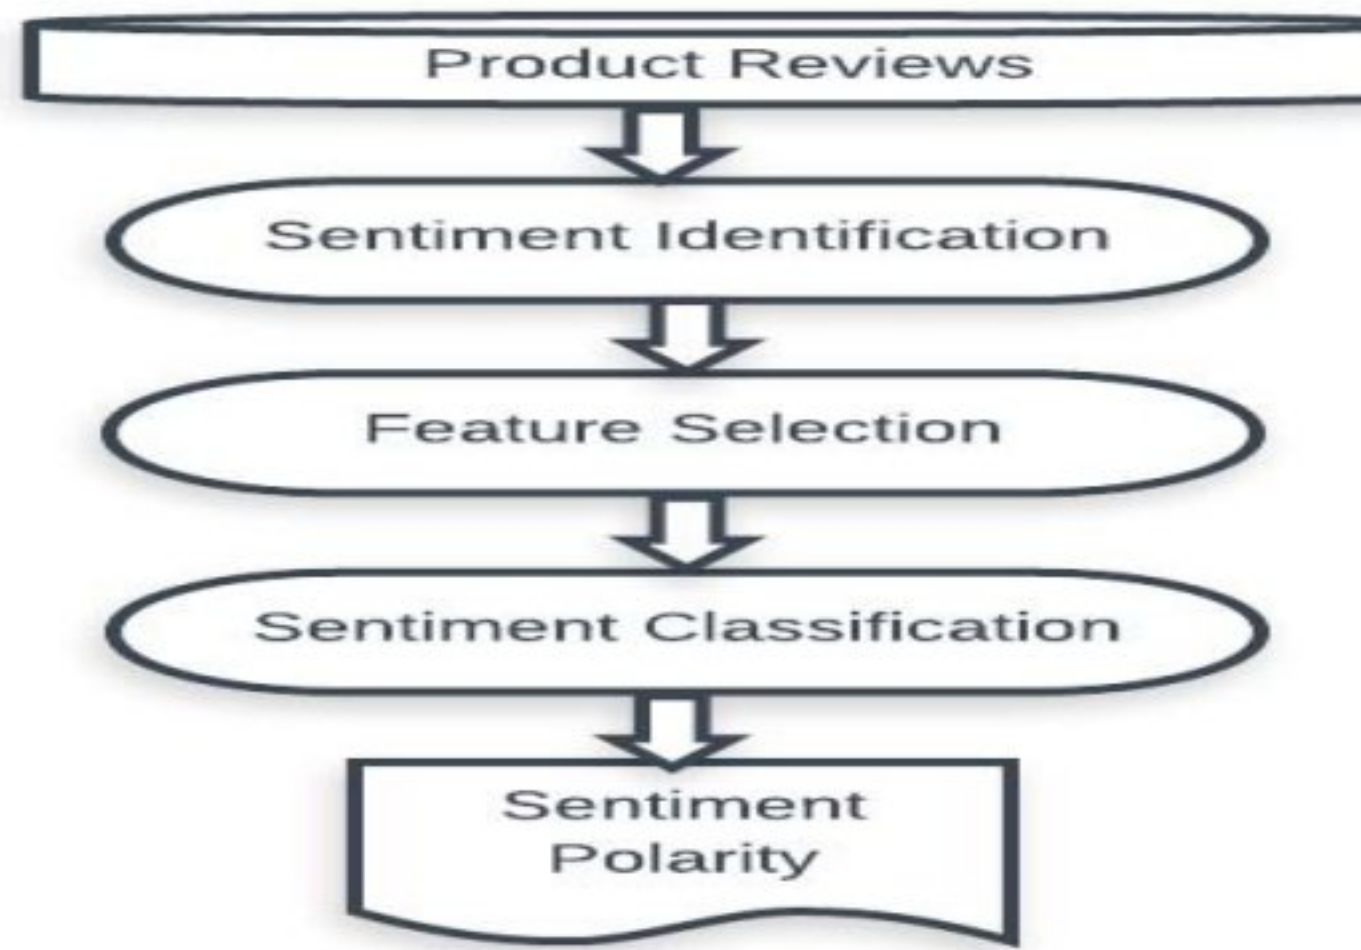 Product Reviews
Sentiment Identification
Feature Selection
Sentiment Classification
Sentiment
Polarity